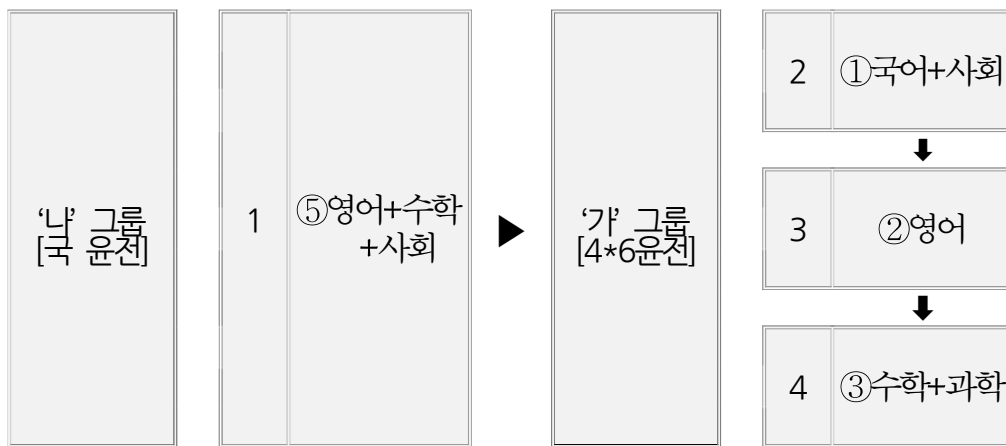 ‘나’ 그룹
[국 윤전]
1
⑤영어+수학
+사회
▶
‘가’ 그룹
[4*6윤전]
2
①국어+사회
3
②영어
4
③수학+과학